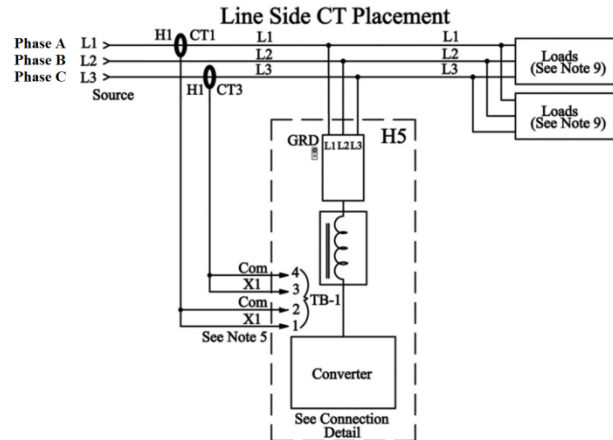 Line Side CT Placement
Phase A L1 H1 CT1 L1 L1
Phase B L2 L2 L2
Phase C L3 L3 L3
Source H1 CT3
Loads
(See Note 9)
Loads
(See Note 9)
GRD L1 L2 L3 H5
Com 4
X1 3
TB-1
Com 2
X1 1
See Note 5
Converter
See Connection
Detail